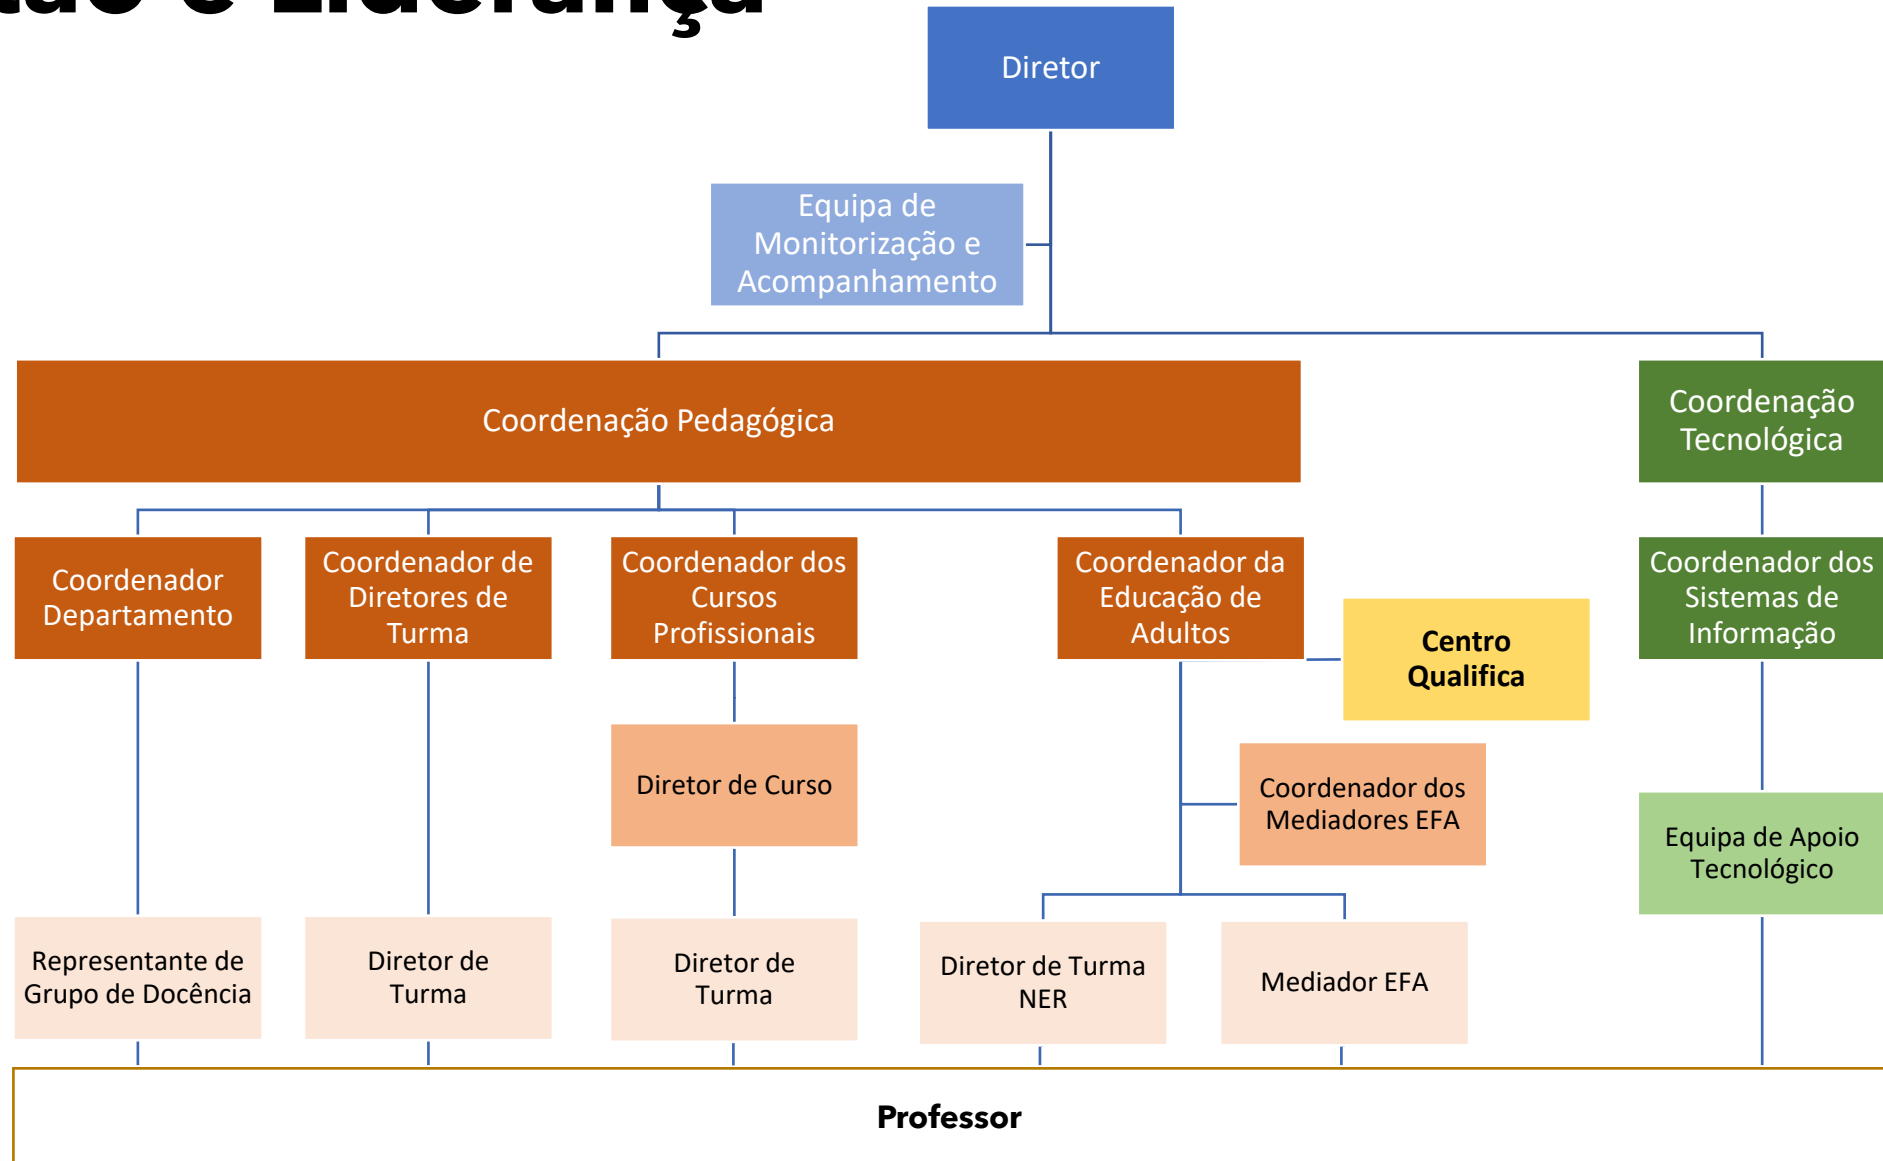 e Liderança
Diretor
Equipa de
Monitorização e
Acompanhamento
Coordenação Pedagógica
Coordenação
Tecnológica
Coordenador
Departamento
Coordenador de
Diretores de
Turma
Coordenador dos
Cursos
Profissionais
Coordenador da
Educação de
Adultos
Centro
Qualifica
Coordenador dos
Sistemas de
Informação
Diretor de Curso
Coordenador dos
Mediadores EFA
Equipa de Apoio
Tecnológico
Representante de
Grupo de Docência
Diretor de
Turma
Diretor de
Turma
Diretor de Turma
NER
Mediador EFA
Professor